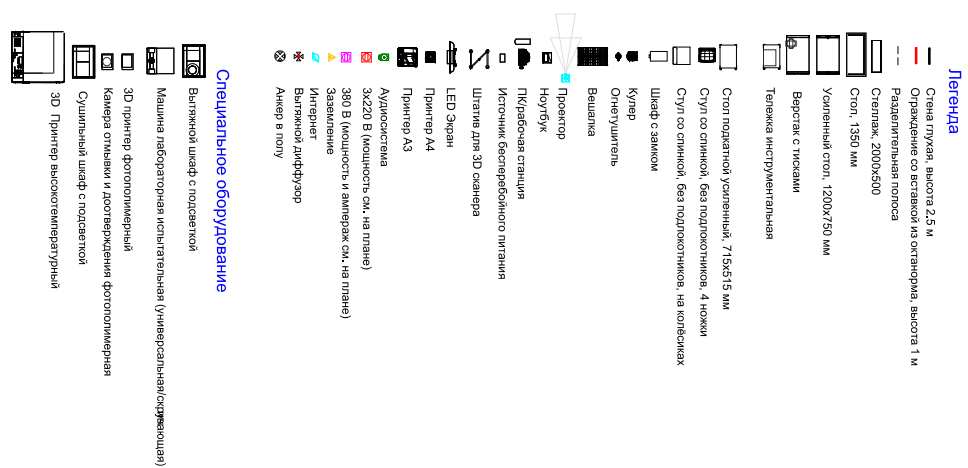 Легенда
Стена глухая, высота 2.5 м
Ограждение со вставкой из октанорма, высота 1 м
Разделительная полоса
Стеллаж, 2000х500
Стол, 1350 мм
Усиленный стол, 1200х750 мм
Верстак с тисками
Тележка инструментальная
Стол подкатной усиленный, 715х515 мм
Стул со спинкой, без подлокотников, 4 ножки
Стул со спинкой, без подлокотников, на колёсиках
Шкаф с замком
Кулер
Огнетушитель
Вешалка
Проектор
Ноутбук
ПК/рабочая станция
Источник бесперебойного питания
Штатив для 3D сканера
LED Экран
Принтер А4
Принтер А3
Аудиосистема
3х220 В (мощность см. на плане)
380 В (мощность и ампераж см. на плане)
Заземление
Интернет
Вытяжной диффузор
Анкер в полу
Специальное оборудование
Вытяжной шкаф с подсветкой
Машина лабораторная испытательная
3D принтер фотополимерный
Камера отмывки и доотверждения фотополимерная
Сушильный шкаф с подсветкой
3D Принтер высокотемпературный